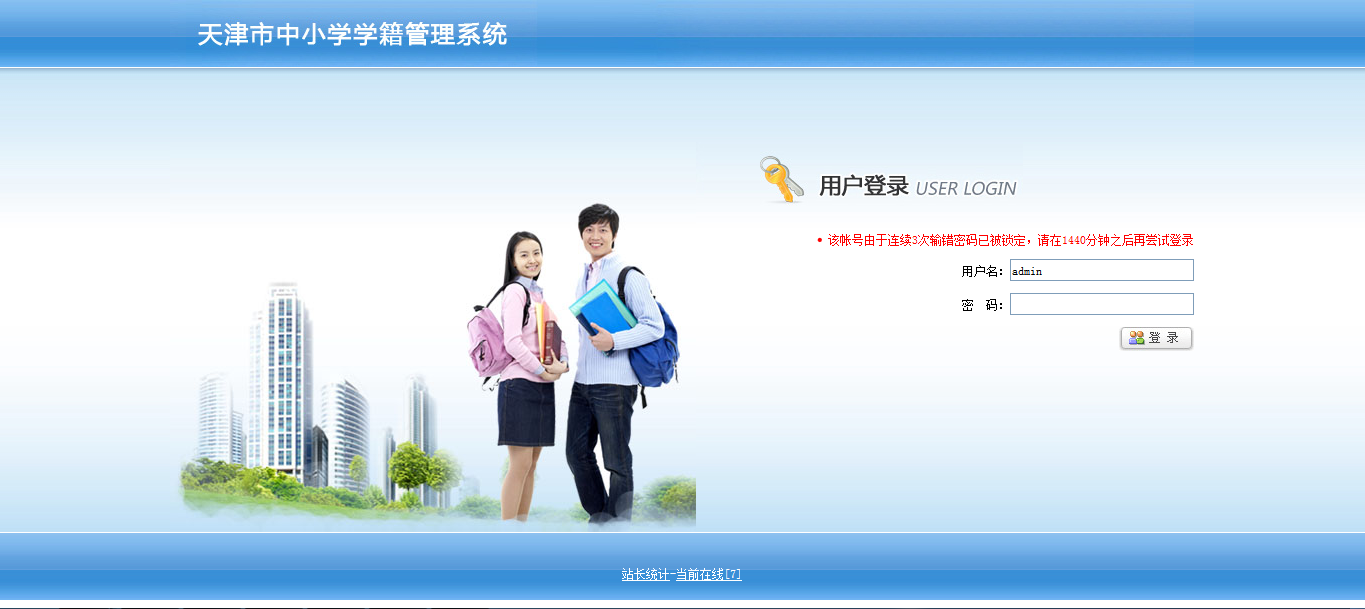 天津市中小学学籍管理系统
用户登录 USER LOGIN
• 该帐号由于连续3次输错密码已被锁定，请在1440分钟之后再尝试登录
用户名： admin
密 码：
登 录
站长统计-当前在线[7]